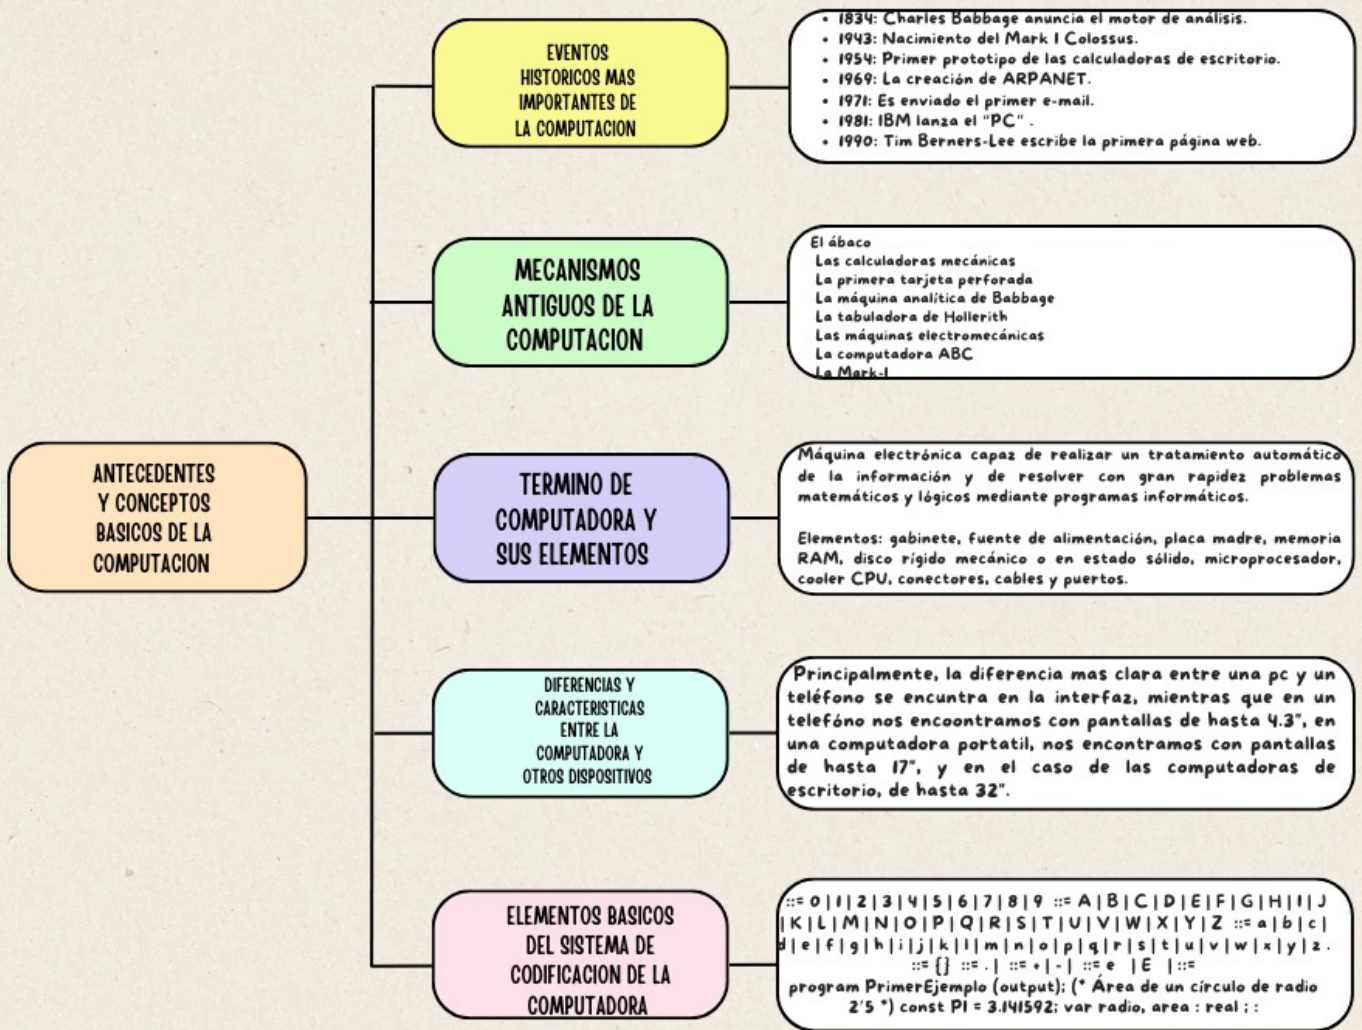 ANTECEDENTES
Y CONCEPTOS
BASICOS DE LA
COMPUTACION
EVENTOS
HISTORICOS MAS
IMPORTANTES DE
LA COMPUTACION
• 1834: Charles Babbage anuncia el motor de análisis.
• 1943: Nacimiento del Mark I Colossus.
• 1954: Primer prototipo de las calculadoras de escritorio.
• 1969: La creación de ARPANET.
• 1971: Es enviado el primer e-mail.
• 1981: IBM lanza el "PC" .
• 1990: Tim Berners-Lee escribe la primera página web.
MECANISMOS
ANTIGUOS DE LA
COMPUTACION
El ábaco
Las calculadoras mecánicas
La primera tarjeta perforada
La máquina analítica de Babbage
La tabuladora de Hollerith
Las máquinas electromecánicas
La computadora ABC
La Mark-I
TERMINO DE
COMPUTADORA Y
SUS ELEMENTOS
Máquina electrónica capaz de realizar un tratamiento automático
de la información y de resolver con gran rapidez problemas
matemáticos y lógicos mediante programas informáticos.
Elementos: gabinete, fuente de alimentación, placa madre, memoria
RAM, disco rígido mecánico o en estado sólido, microprocesador,
cooler CPU, conectores, cables y puertos.
DIFERENCIAS Y
CARACTERISTICAS
ENTRE LA
COMPUTADORA Y
OTROS DISPOSITIVOS
Principalmente, la diferencia mas clara entre una pc y un
teléfono se encuntra en la interfaz, mientras que en un
telefóno nos encoontramos con pantallas de hasta 4.3", en
una computadora portatil, nos encontramos con pantallas
de hasta 17", y en el caso de las computadoras de
escritorio, de hasta 32".
ELEMENTOS BASICOS
DEL SISTEMA DE
CODIFICACION DE LA
COMPUTADORA
::= 0 | 1 | 2 | 3 | 4 | 5 | 6 | 7 | 8 | 9 ::= A | B | C | D | E | F | G | H | I | J
| K | L | M | N | O | P | Q | R | S | T | U | V | W | X | Y | Z ::= a | b | c |
d | e | f | g | h | i | j | k | l | m | n | o | p | q | r | s | t | u | v | w | x | y | z .
::= {} ::= . | ::= + | - | ::= e | E | ::=
program PrimerEjemplo (output); (* Área de un círculo de radio
2'5 *) const PI = 3.141592; var radio, area : real ; :